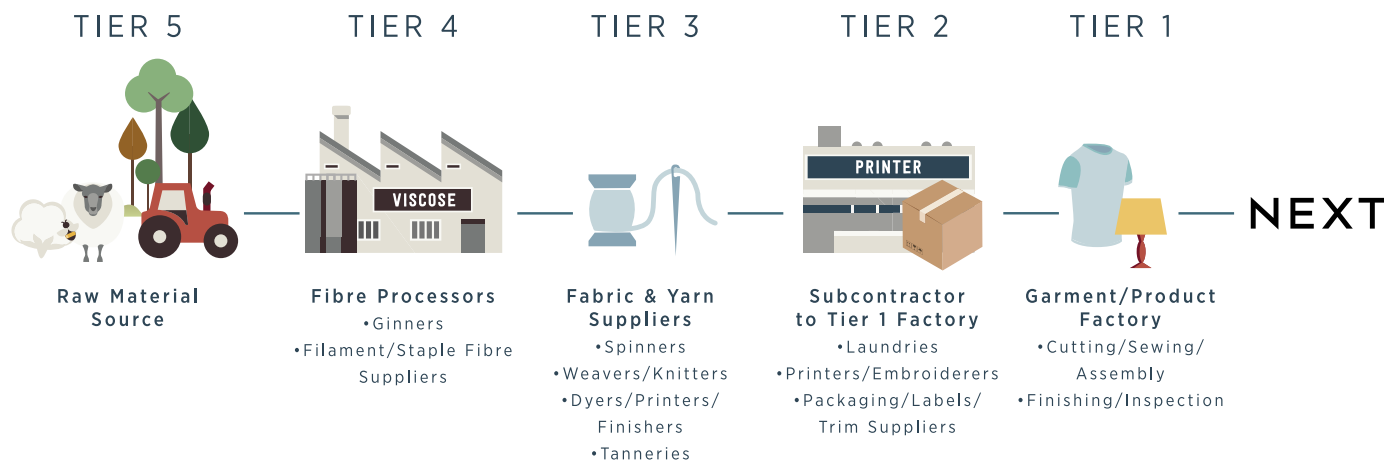 TIER 5
TIER 4
TIER 3
TIER 2
TIER 1
VISCOSE
PRINTER
NEXT
Raw Material
Source
Fibre Processors
•Ginners
•Filament/Staple Fibre
Suppliers
Fabric & Yarn
Suppliers
•Spinners
•Weavers/Knitters
•Dyers/Printers/
Finishers
•Tanneries
Subcontractor
to Tier 1 Factory
•Laundries
•Printers/Embroiderers
•Packaging/Labels/
Trim Suppliers
Garment/Product
Factory
•Cutting/Sewing/
Assembly
•Finishing/Inspection